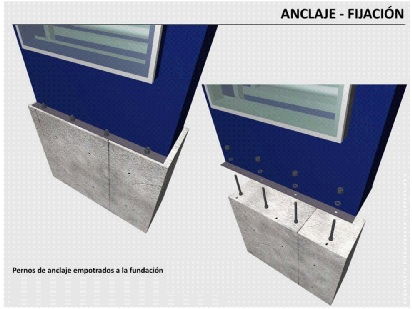 ANCLAJE - FIJACIÓN
Pernos de anclaje empotrados a la fundación